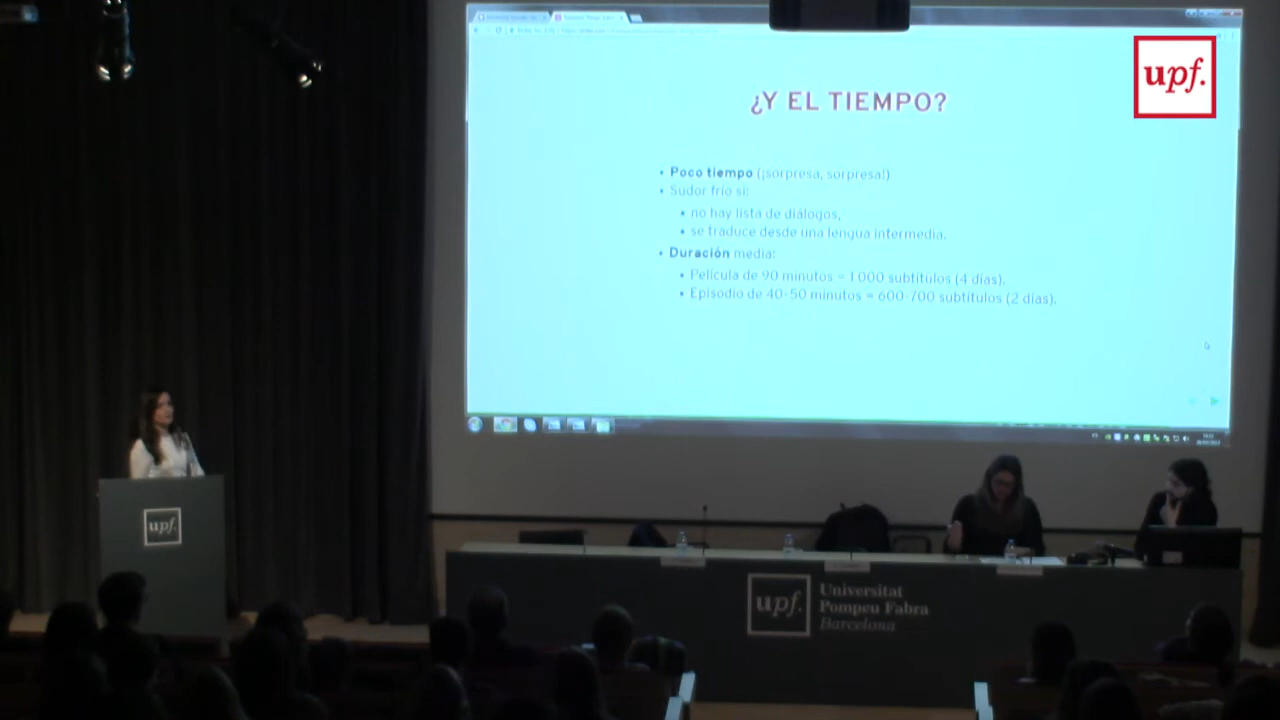 ¿Y EL TIEMPO?
upf.
• Poco tiempo (¡sorpresa, sorpresa!)
• Sudor frío si:
• no hay lista de diálogos,
• se traduce desde una lengua intermedia.
• Duración media:
• Película de 90 minutos = 1 000 subtítulos (4 días).
• Episodio de 40-50 minutos = 600-700 subtítulos (2 días).
upf.
upf.
Universitat
Pompeu Fabra
Barcelona